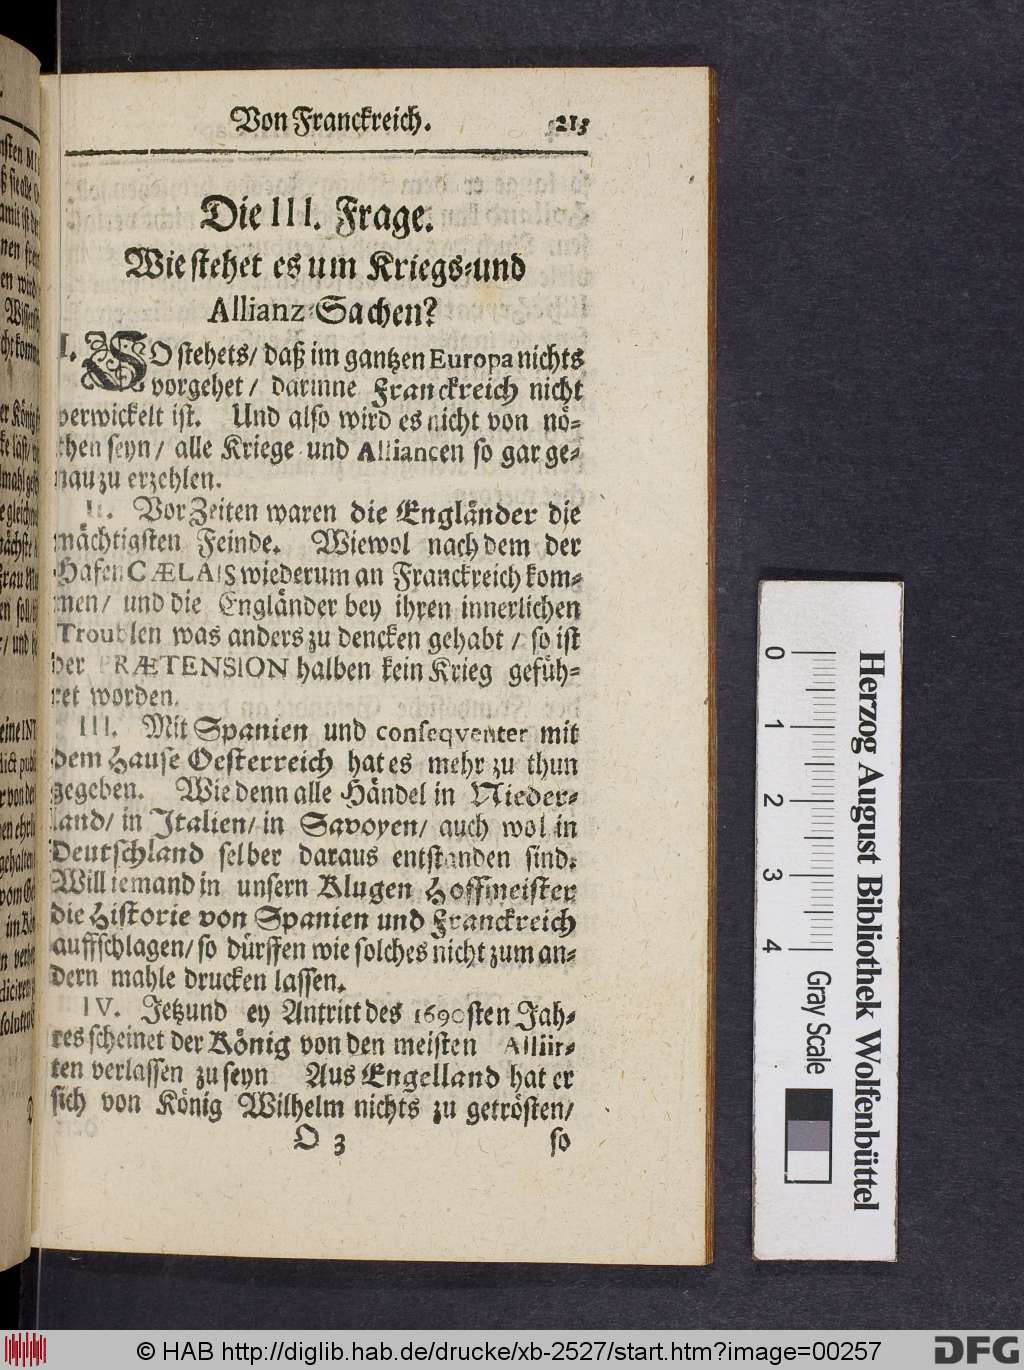 Von Franckreich. 213
Die III. Frage.
Wie stehet es um Kriegs-und
Allianz-Sachen?
I. SO stehets/ daß im gantzen Europa nichts
vorgehet/ darinne Franckreich nicht
verwickelt ist. Und also wird es nicht von nö-
then seyn/ alle Kriege und Alliancen so gar ge-
nau zu erzehlen.
II. Vor Zeiten waren die Engländer die
mächtigsten Feinde. Wiewol nach dem der
Hafen CÆLAIS wiederum an Franckreich kom-
men/ und die Engländer bey ihren innerlichen
Troublen was anders zu dencken gehabt/ so ist
der PRÆTENSION halben kein Krieg gefüh-
ret worden.
III. Mit Spanien und conseqventer mit
dem Hause Oesterreich hat es mehr zu thun
gegeben. Wie denn alle Händel in Nieder-
land/ in Italien/ in Savoyen/ auch wol in
Deutschland selber daraus entstanden sind.
Will iemand in unsern Klugen Hoffmeister
die Historie von Spanien und Franckreich
auffschlagen/ so dürffen wie solches nicht zum an-
dern mahle drucken lassen.
IV. Jetzund ey Antritt des 1690sten Jah-
res scheinet der König von den meisten Alliir-
ten verlassen zu seyn Aus Engelland hat er
sich von König Wilhelm nichts zu getrösten/
O 3 so
0 1 2 3 4
Gray Scale
Herzog August Bibliothek Wolfenbüttel
© HAB http://diglib.hab.de/drucke/xb-2527/start.htm?image=00257
DFG